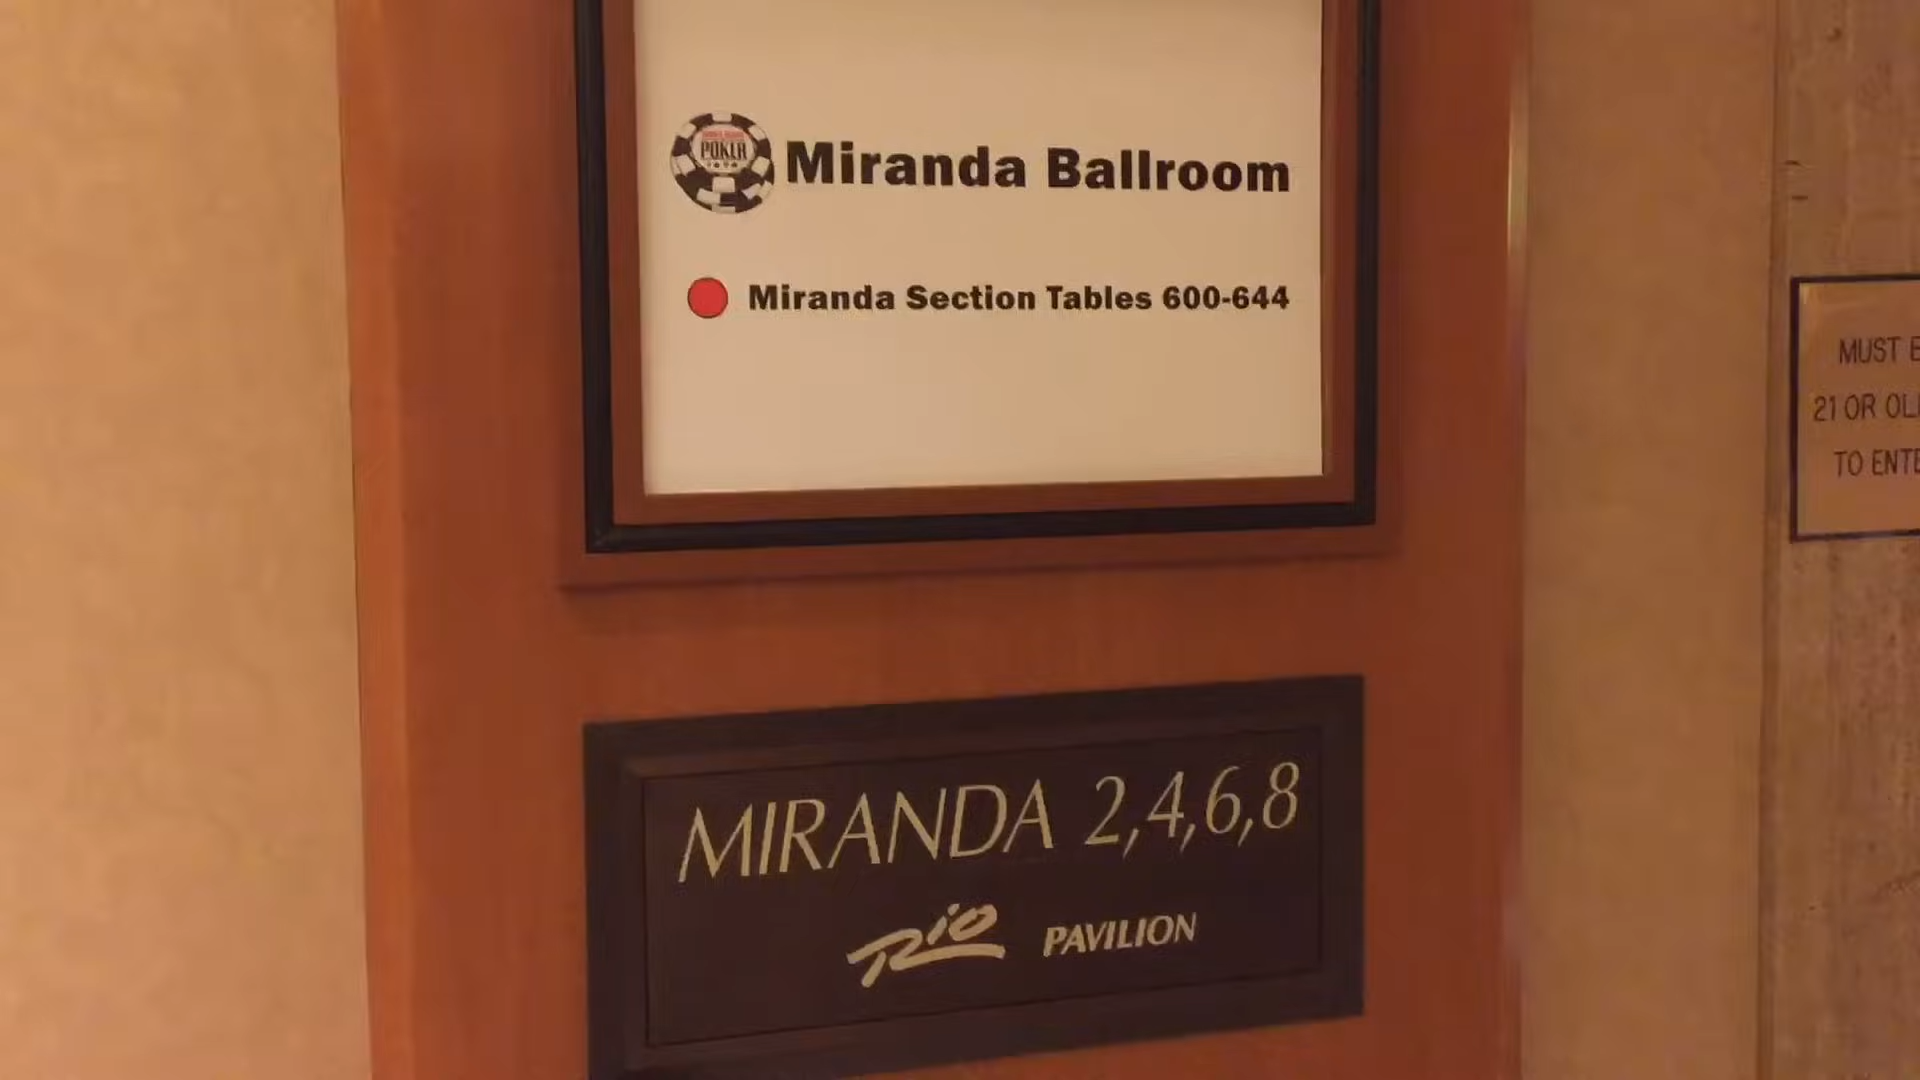 POKER
Miranda Ballroom
Miranda Section Tables 600-644
MUST
21 OR
TO
MIRANDA 2,4,6,8
Rio PAVILION